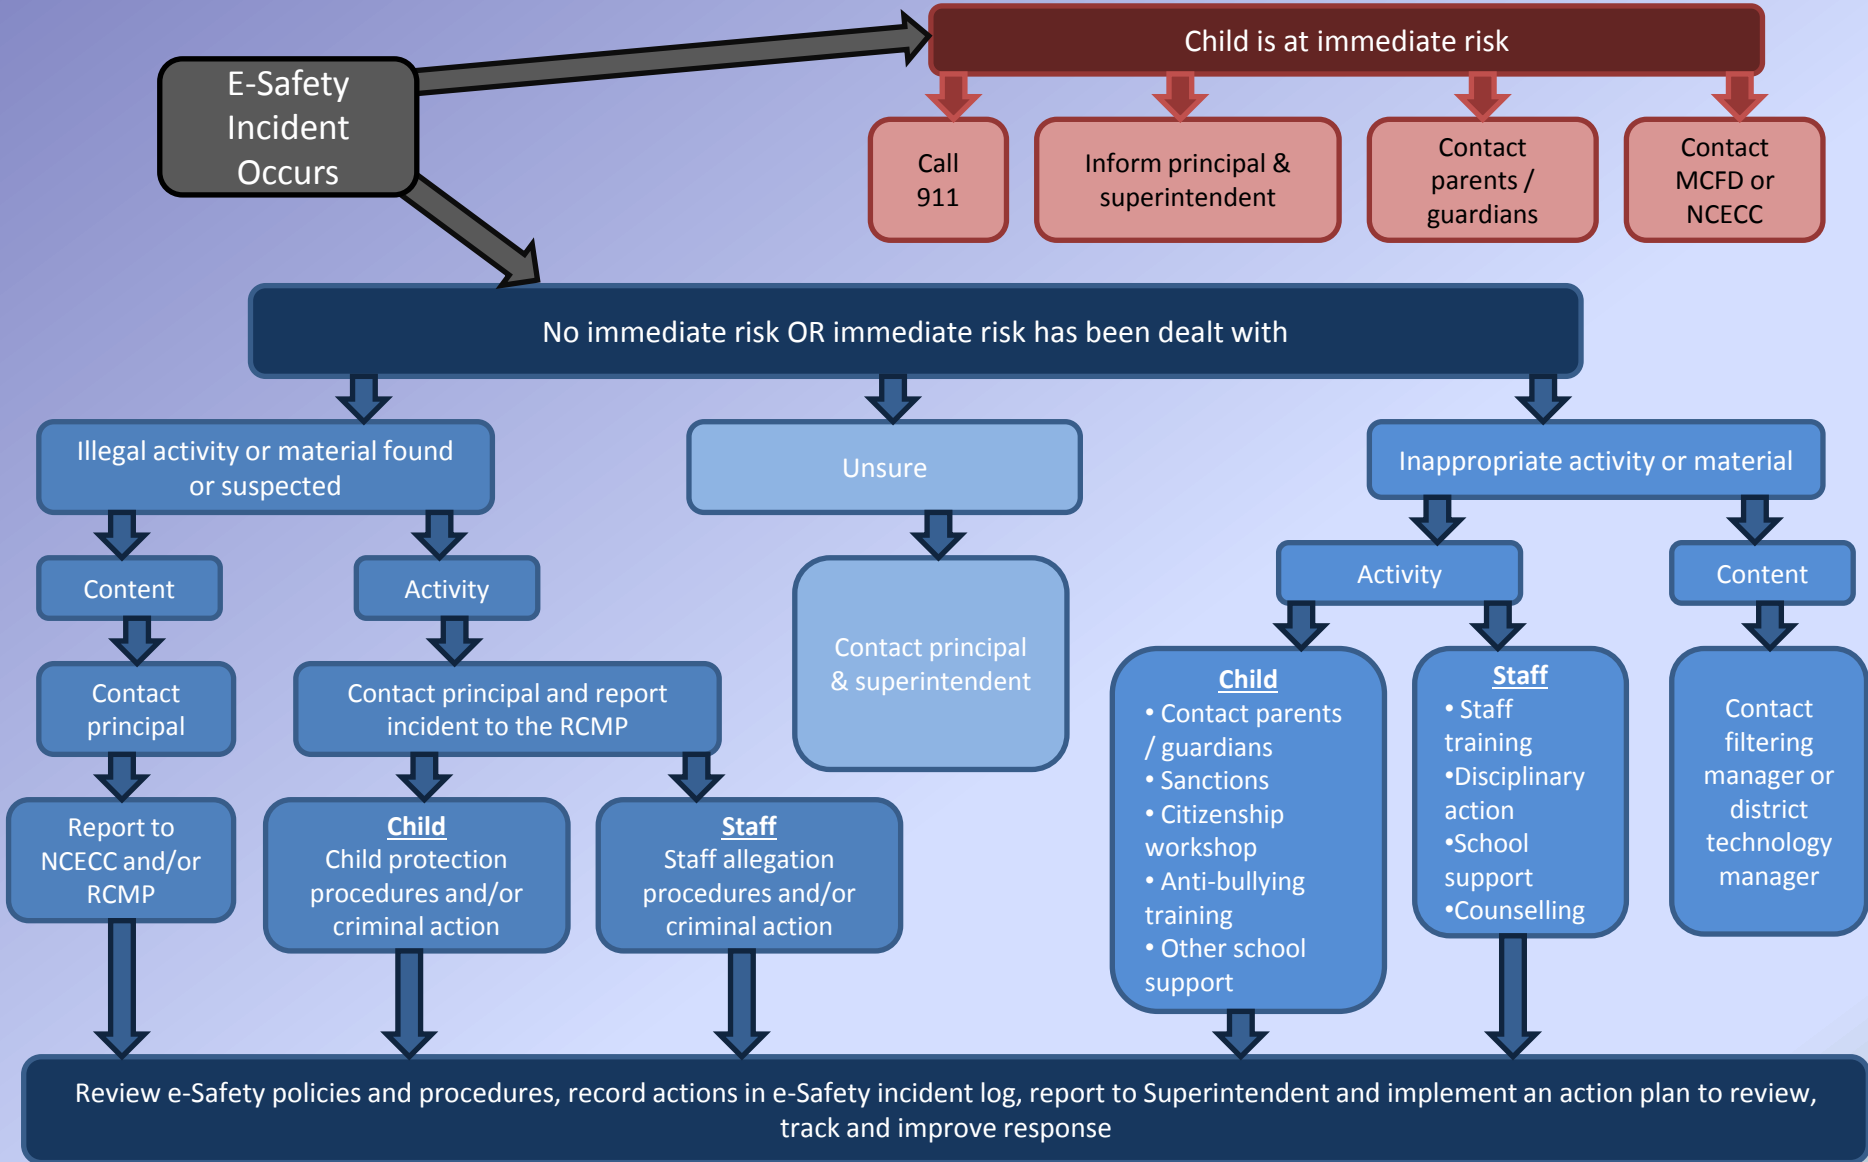 E-Safety
Incident
Occurs
Child is at immediate risk
Call
911
Inform principal &
superintendent
Contact
parents /
guardians
Contact
MCFD or
NCECC
No immediate risk OR immediate risk has been dealt with
Illegal activity or material found
or suspected
Unsure
Inappropriate activity or material
Content
Activity
Activity
Content
Contact
principal
Contact principal and report
incident to the RCMP
Contact principal
& superintendent
Report to
NCECC and/or
RCMP
Child
Child protection
procedures and/or
criminal action
Staff
Staff allegation
procedures and/or
criminal action
Child
• Contact parents
/ guardians
• Sanctions
• Citizenship
workshop
• Anti-bullying
training
• Other school
support
Staff
• Staff
training
•Disciplinary
action
•School
support
•Counselling
Contact
filtering
manager or
district
technology
manager
Review e-Safety policies and procedures, record actions in e-Safety incident log, report to Superintendent and implement an action plan to review,
track and improve response